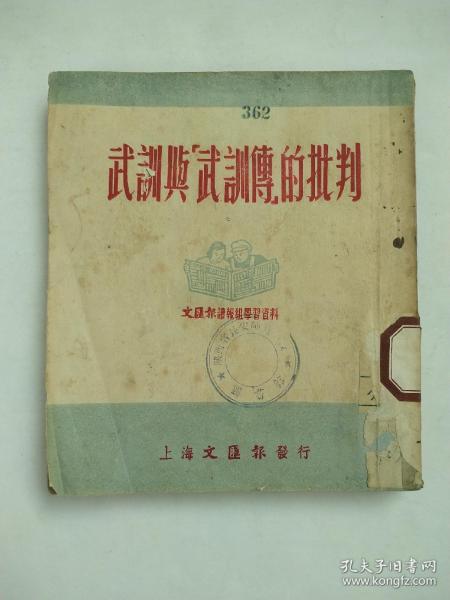 362
武訓與「武訓傳」的批判
文匯報讀報組學習資料
上海文匯報發行
孔夫子旧书网
www.kongfz.com